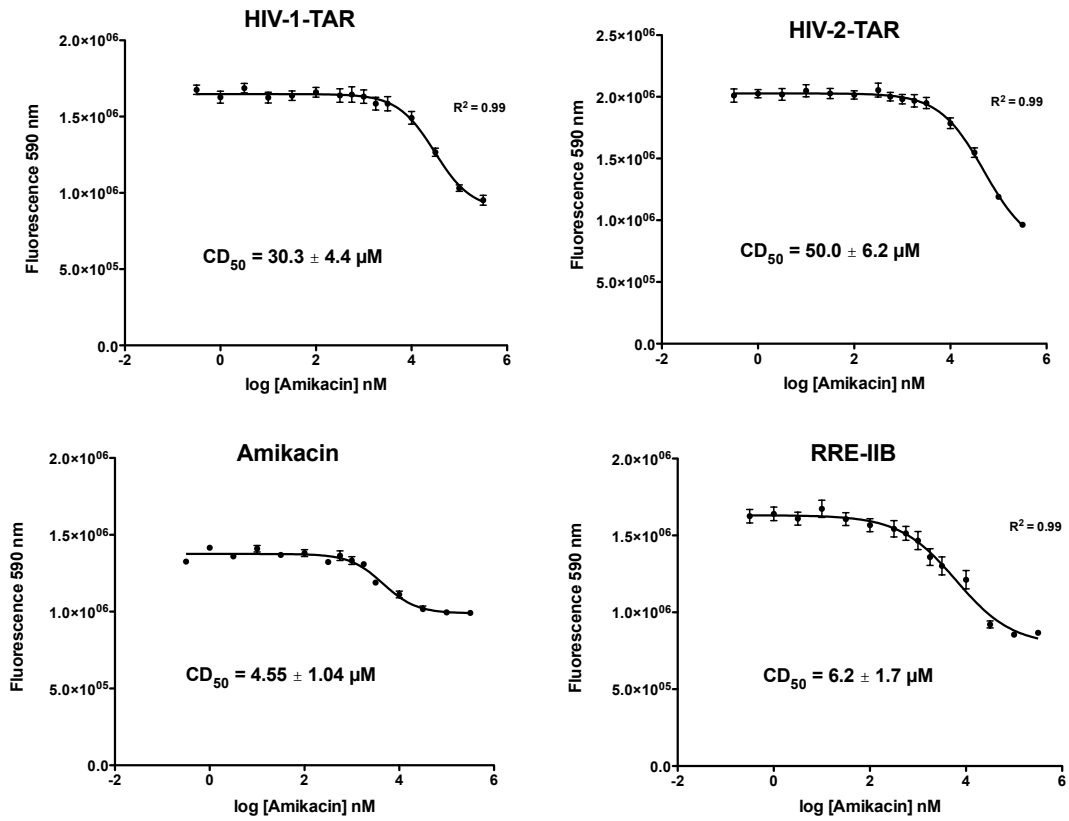 HIV-1-TAR
2.0×10⁰⁶
1.5×10⁰⁶
1.0×10⁰⁶
5.0×10⁰⁵
0.0
Fluorescence 590 nm
R² = 0.99
CD₅₀ = 30.3 ± 4.4 µM
-2 0 2 4 6
log [Amikacin] nM
HIV-2-TAR
2.5×10⁰⁶
2.0×10⁰⁶
1.5×10⁰⁶
1.0×10⁰⁶
5.0×10⁰⁵
0.0
Fluorescence 590 nm
R² = 0.99
CD₅₀ = 50.0 ± 6.2 µM
-2 0 2 4 6
log [Amikacin] nM
Amikacin
2.0×10⁰⁶
1.5×10⁰⁶
1.0×10⁰⁶
5.0×10⁰⁵
0.0
Fluorescence 590 nm
CD₅₀ = 4.55 ± 1.04 µM
-2 0 2 4 6
log [Amikacin] nM
RRE-IIB
2.0×10⁰⁶
1.5×10⁰⁶
1.0×10⁰⁶
5.0×10⁰⁵
0.0
Fluorescence 590 nm
R² = 0.99
CD₅₀ = 6.2 ± 1.7 µM
-2 0 2 4 6
log [Amikacin] nM